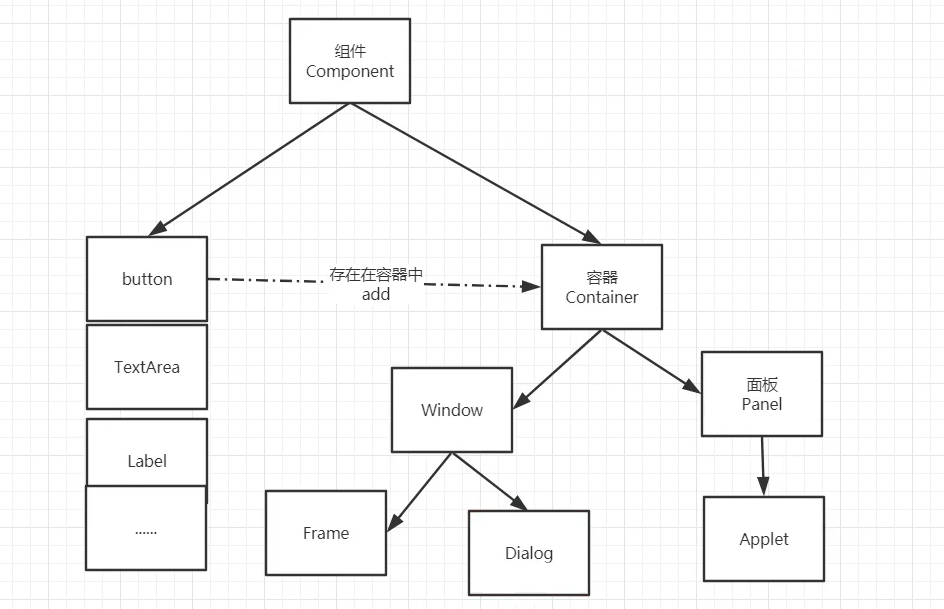 组件
Component
button
存在在容器中
add
容器
Container
TextArea
Window
面板
Panel
Label
......
Frame
Dialog
Applet